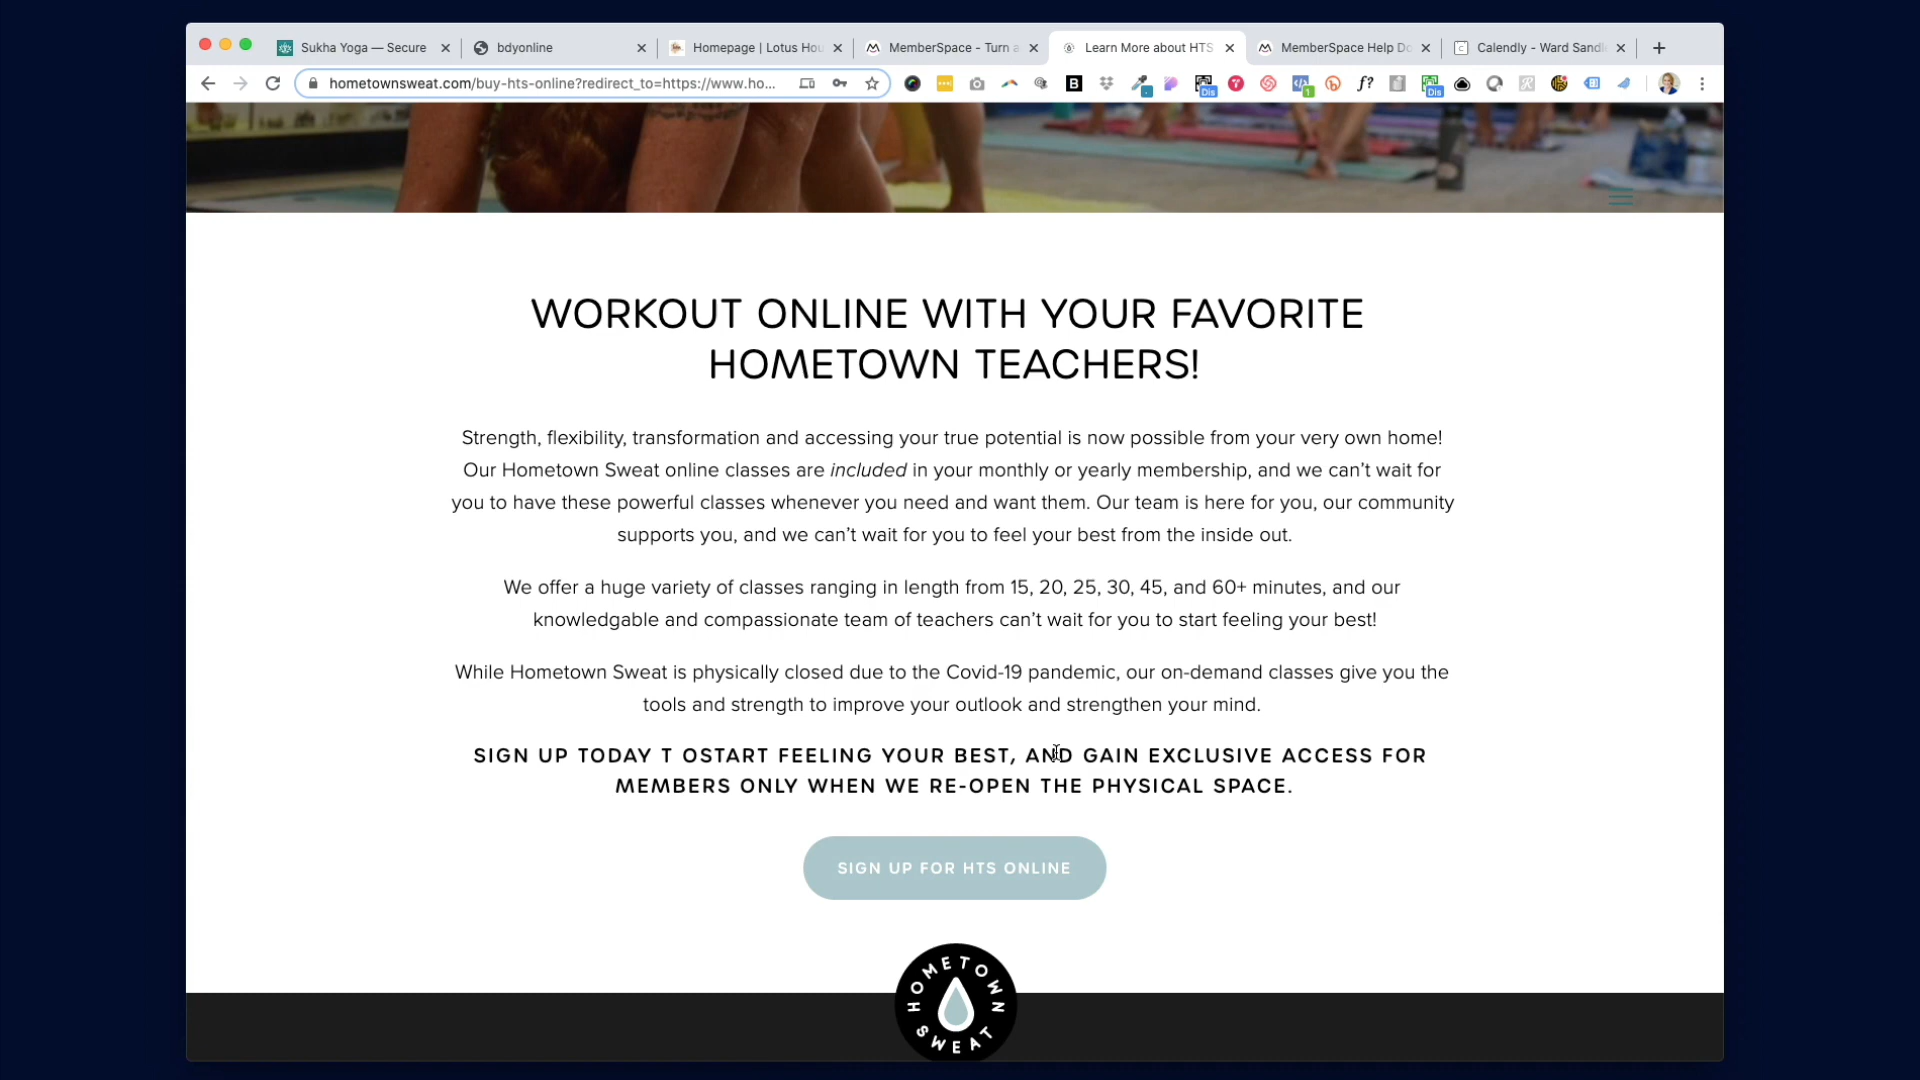 Sukha Yoga — Secure
bdyonline
Homepage | Lotus Hou
MemberSpace - Turn a
Learn More about HTS
MemberSpace Help Do
Calendly - Ward Sandl
hometownsweat.com/buy-hts-online?redirect_to=https://www.ho...
B
Dis
1
f?
Dis
WORKOUT ONLINE WITH YOUR FAVORITE
HOMETOWN TEACHERS!
Strength, flexibility, transformation and accessing your true potential is now possible from your very own home!
Our Hometown Sweat online classes are included in your monthly or yearly membership, and we can't wait for
you to have these powerful classes whenever you need and want them. Our team is here for you, our community
supports you, and we can't wait for you to feel your best from the inside out.
We offer a huge variety of classes ranging in length from 15, 20, 25, 30, 45, and 60+ minutes, and our
knowledgable and compassionate team of teachers can't wait for you to start feeling your best!
While Hometown Sweat is physically closed due to the Covid-19 pandemic, our on-demand classes give you the
tools and strength to improve your outlook and strengthen your mind.
SIGN UP TODAY T OSTART FEELING YOUR BEST, AND GAIN EXCLUSIVE ACCESS FOR
MEMBERS ONLY WHEN WE RE-OPEN THE PHYSICAL SPACE.
SIGN UP FOR HTS ONLINE
HOMETOWN
SWEAT